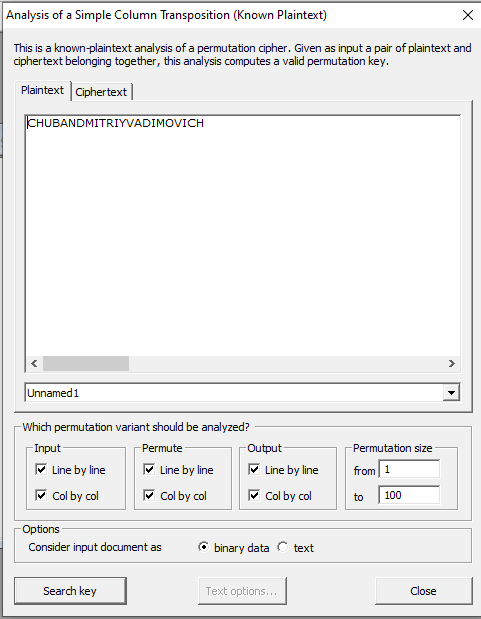 Analysis of a Simple Column Transposition (Known Plaintext)
This is a known-plaintext analysis of a permutation cipher. Given as input a pair of plaintext and
ciphertext belonging together, this analysis computes a valid permutation key.
Plaintext Ciphertext
CHUBANDMITRIYVADIMOVICH
Unnamed1
Which permutation variant should be analyzed?
Input Permute Output Permutation size
Line by line Line by line Line by line from 1
Col by col Col by col Col by col to 100
Options
Consider input document as binary data text
Search key Text options... Close